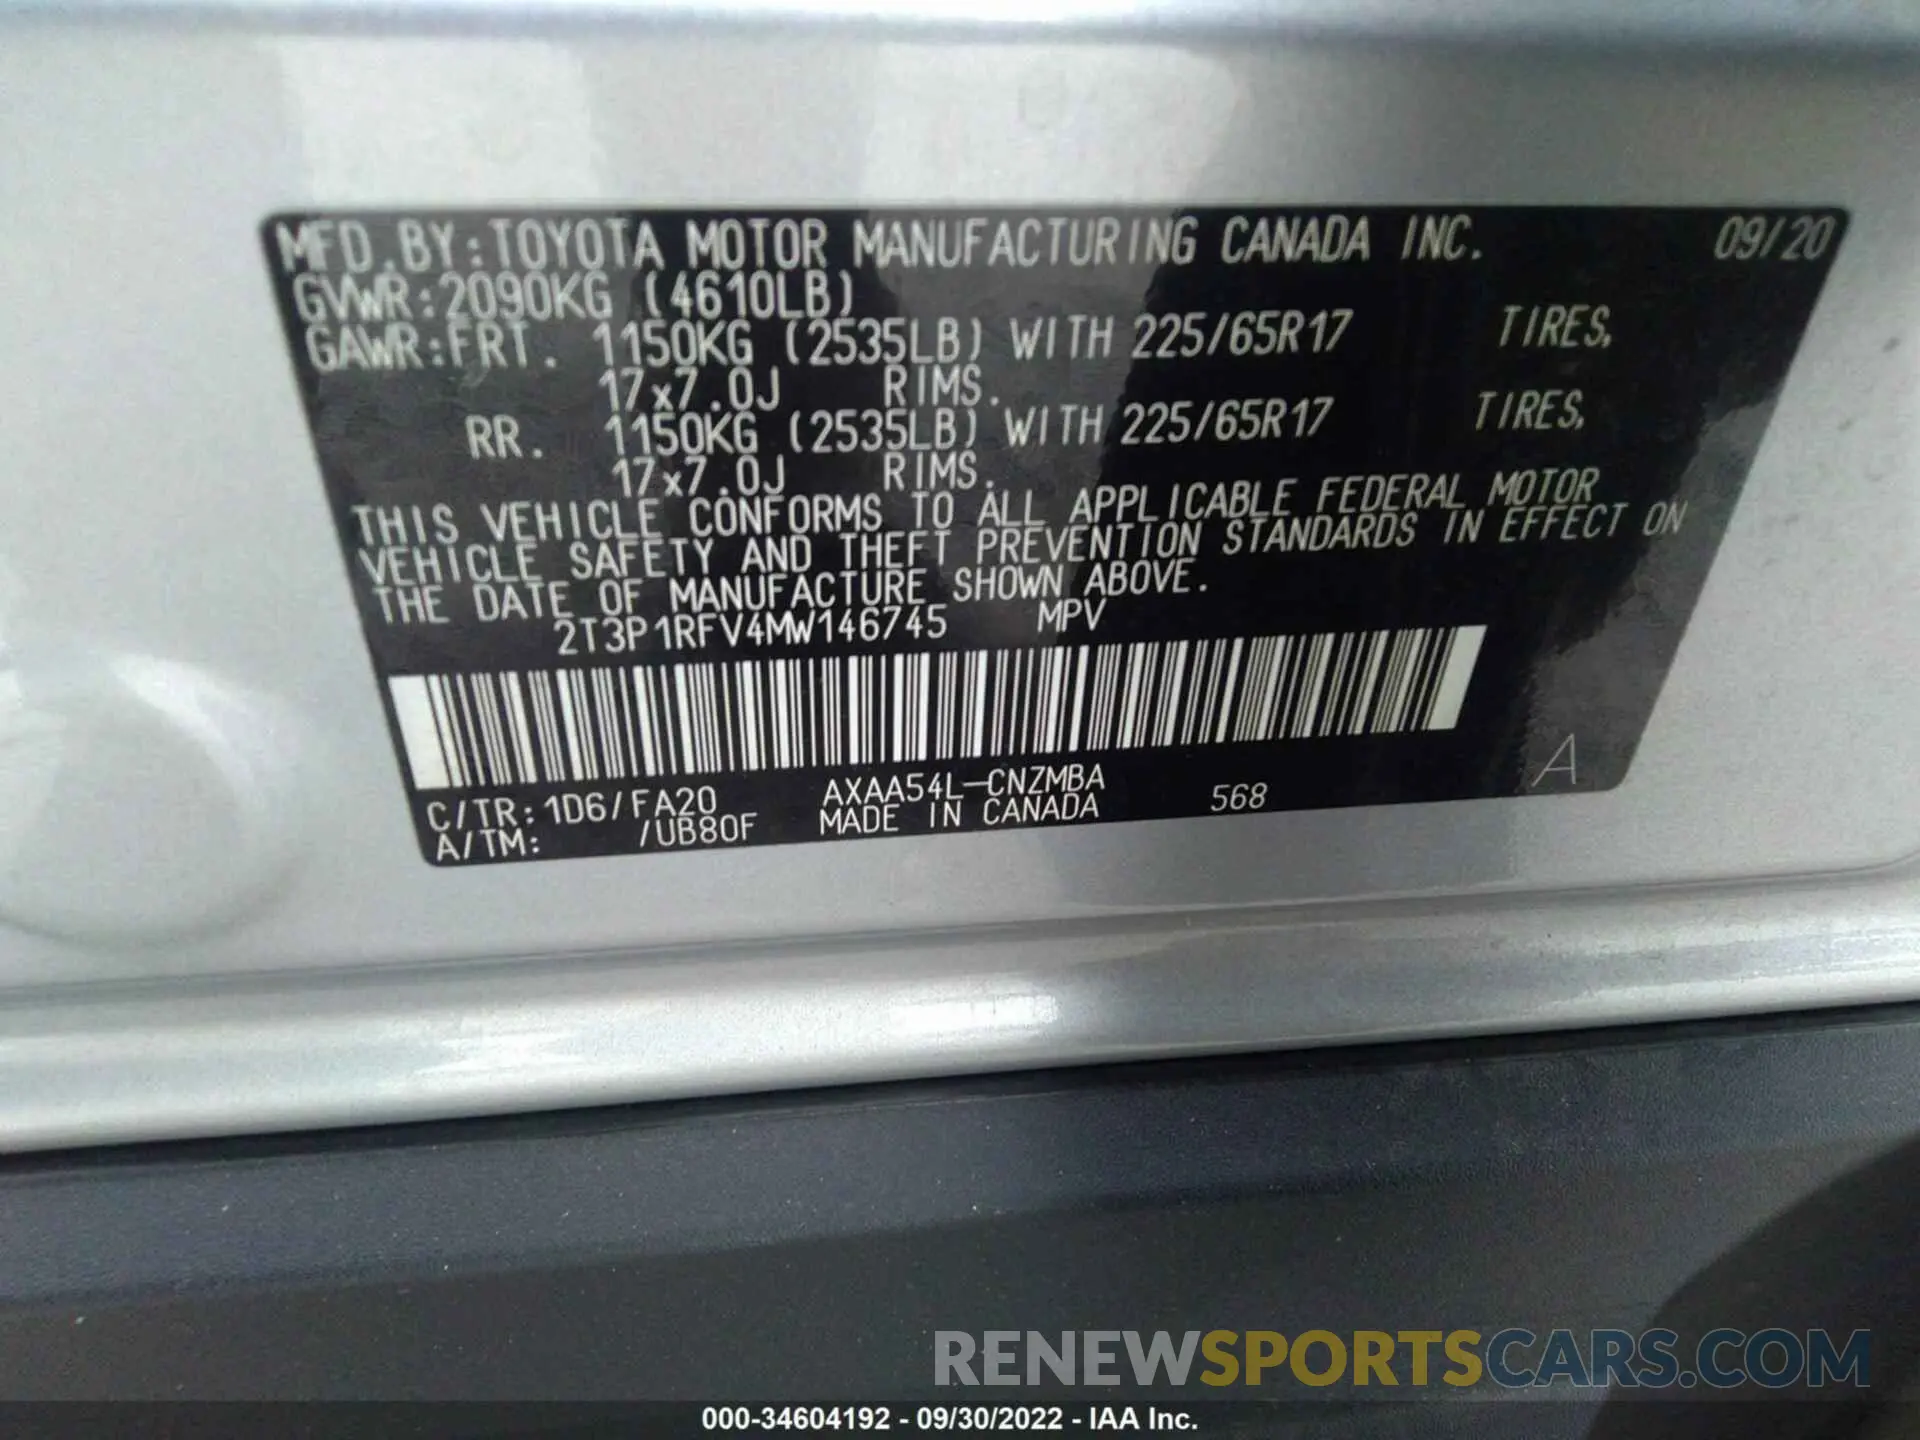 MFD.BY:TOYOTA MOTOR MANUFACTURING CANADA INC. 09/20
GVWR:2090KG (4610LB)
GAWR:FRT. 1150KG (2535LB) WITH 225/65R17 TIRES,
17x7.0J RIMS.
RR. 1150KG (2535LB) WITH 225/65R17 TIRES,
17x7.0J RIMS.
THIS VEHICLE CONFORMS TO ALL APPLICABLE FEDERAL MOTOR
VEHICLE SAFETY AND THEFT PREVENTION STANDARDS IN EFFECT ON
THE DATE OF MANUFACTURE SHOWN ABOVE.
2T3P1RFV4MW146745 MPV
C/TR:1D6/FA20 AXAA54L-CNZMBA 568 A
A/TM: /UB80F MADE IN CANADA
RENEWSPORTSCARS.COM
000-34604192 - 09/30/2022 - IAA Inc.